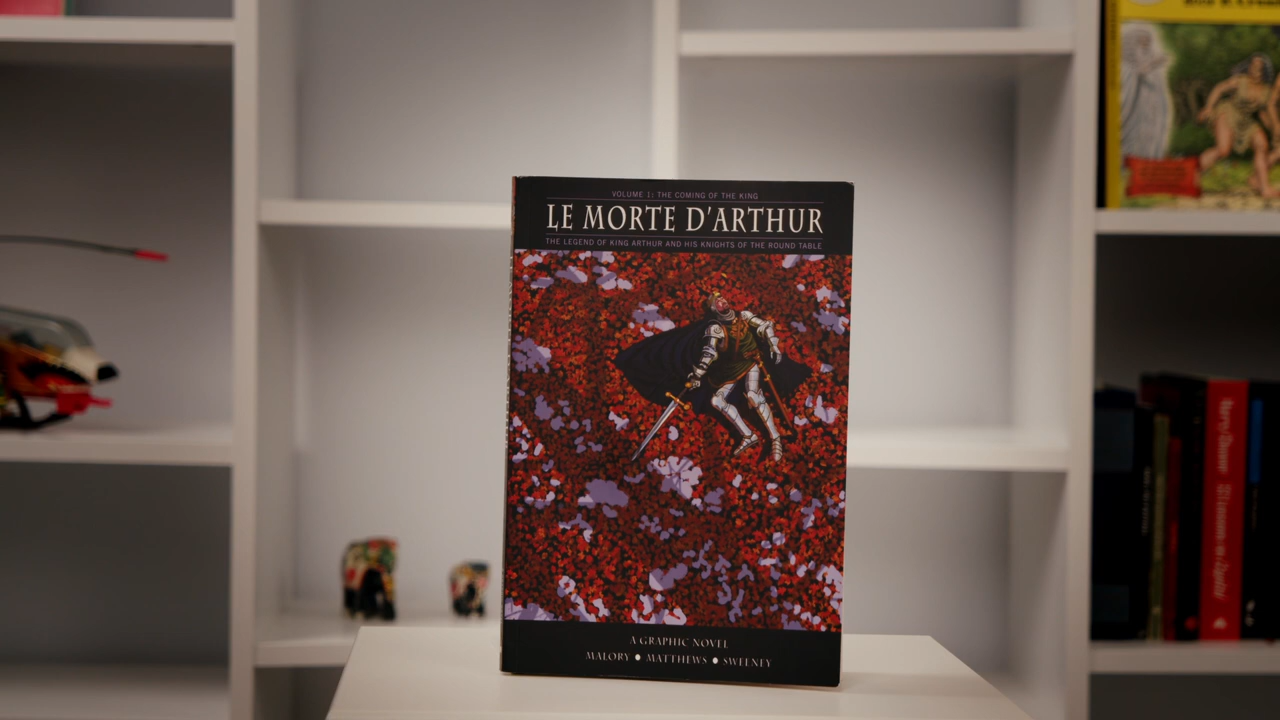 VOLUME 1: THE COMING OF THE KING
LE MORTE D'ARTHUR
THE LEGEND OF KING ARTHUR AND HIS KNIGHTS OF THE ROUND TABLE
A GRAPHIC NOVEL
MALORY • MATTHEWS • SWEENEY